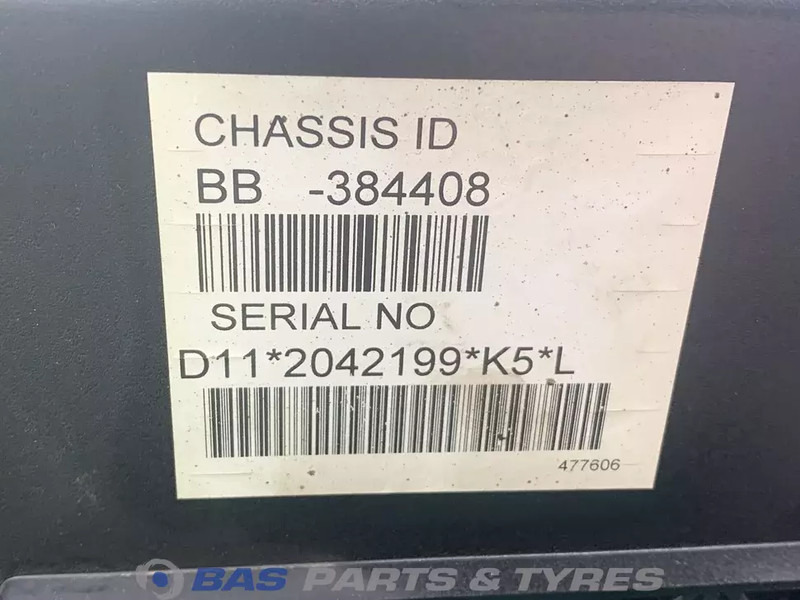 CHASSIS ID
BB -384408
SERIAL NO
D11*2042199*K5*L
477606
BAS PARTS & TYRES